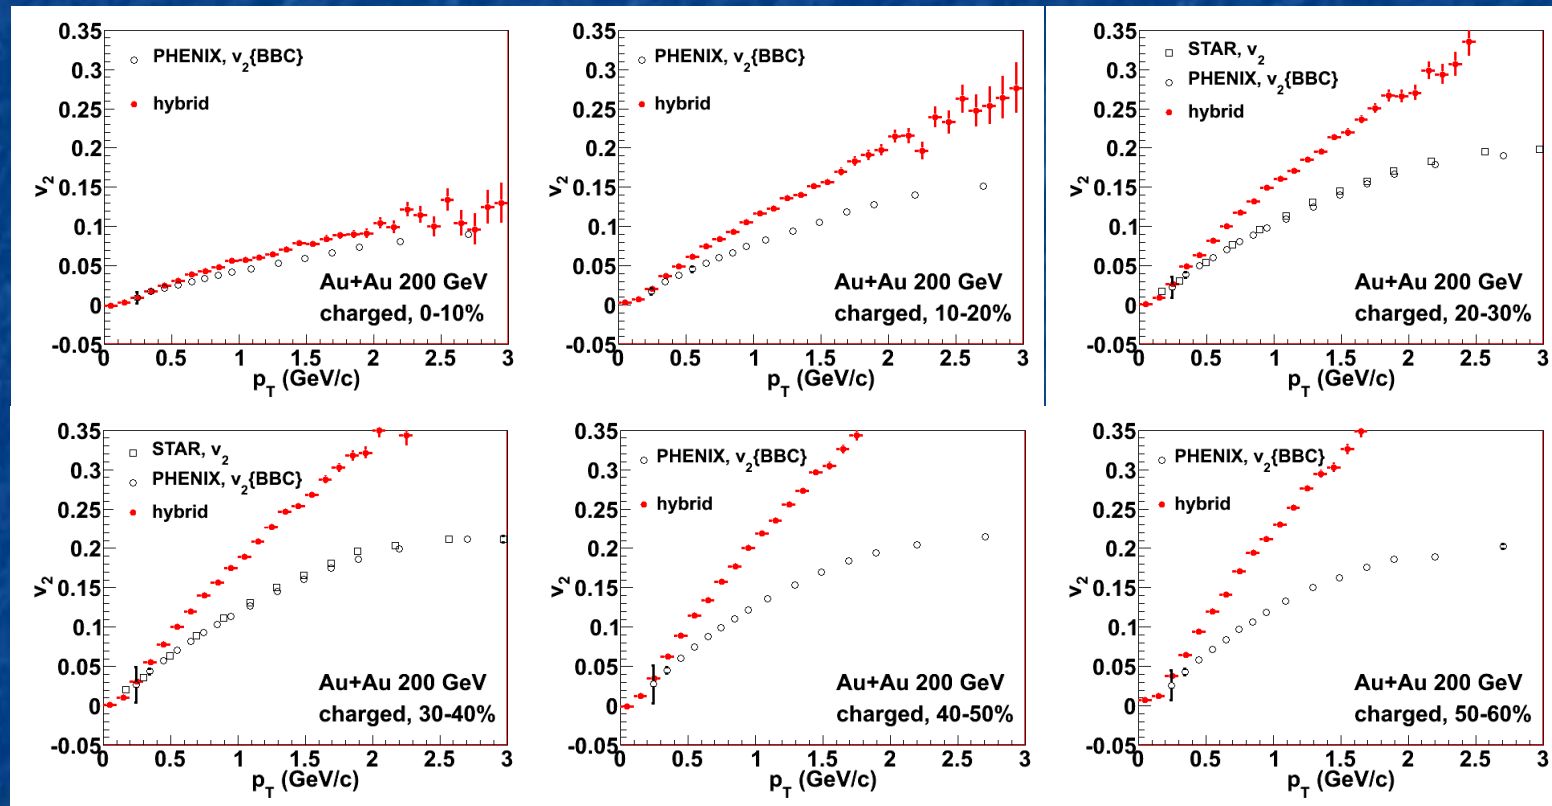 0.35
0.3
0.25
0.2
0.15
0.1
0.05
0
-0.05
v2
PHENIX, v2{BBC}
hybrid
Au+Au 200 GeV
charged, 0-10%
0 0.5 1 1.5 2 2.5 3
pT (GeV/c)
0.35
0.3
0.25
0.2
0.15
0.1
0.05
0
-0.05
v2
PHENIX, v2{BBC}
hybrid
Au+Au 200 GeV
charged, 10-20%
0 0.5 1 1.5 2 2.5 3
pT (GeV/c)
0.35
0.3
0.25
0.2
0.15
0.1
0.05
0
-0.05
v2
STAR, v2
PHENIX, v2{BBC}
hybrid
Au+Au 200 GeV
charged, 20-30%
0 0.5 1 1.5 2 2.5 3
pT (GeV/c)
0.35
0.3
0.25
0.2
0.15
0.1
0.05
0
-0.05
v2
STAR, v2
PHENIX, v2{BBC}
hybrid
Au+Au 200 GeV
charged, 30-40%
0 0.5 1 1.5 2 2.5 3
pT (GeV/c)
0.35
0.3
0.25
0.2
0.15
0.1
0.05
0
-0.05
v2
PHENIX, v2{BBC}
hybrid
Au+Au 200 GeV
charged, 40-50%
0 0.5 1 1.5 2 2.5 3
pT (GeV/c)
0.35
0.3
0.25
0.2
0.15
0.1
0.05
0
-0.05
v2
PHENIX, v2{BBC}
hybrid
Au+Au 200 GeV
charged, 50-60%
0 0.5 1 1.5 2 2.5 3
pT (GeV/c)